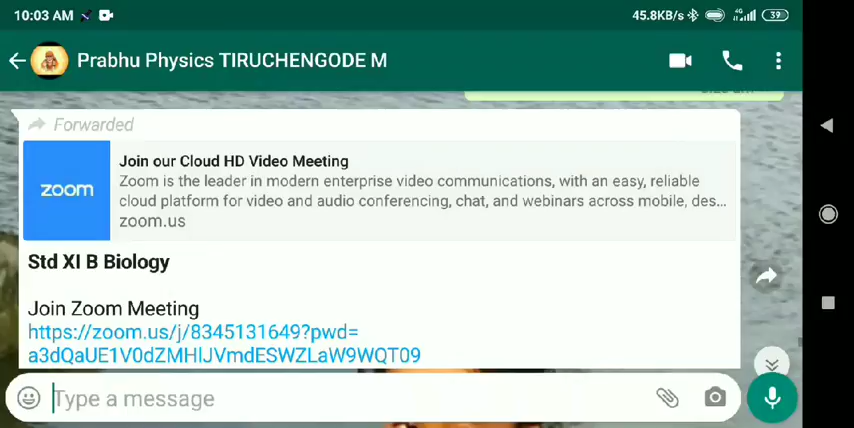 10:03 AM
45.8KB/s 4G 39
Prabhu Physics TIRUCHENGODE M
Forwarded
Join our Cloud HD Video Meeting
zoom
Zoom is the leader in modern enterprise video communications, with an easy, reliable
cloud platform for video and audio conferencing, chat, and webinars across mobile, des...
zoom.us
Std XI B Biology
Join Zoom Meeting
https://zoom.us/j/8345131649?pwd=
a3dQaUE1V0dZMHlJVmdESWZLaW9WQT09
Type a message